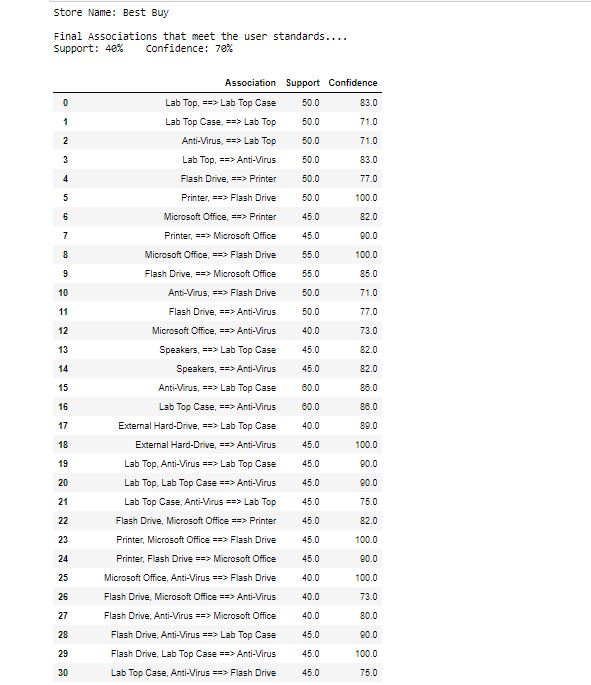 Store Name: Best Buy
Final Associations that meet the user standards....
Support: 40% Confidence: 70%
Association Support Confidence
0 Lab Top, ==> Lab Top Case 50.0 83.0
1 Lab Top Case, ==> Lab Top 50.0 71.0
2 Anti-Virus, ==> Lab Top 50.0 71.0
3 Lab Top, ==> Anti-Virus 50.0 83.0
4 Flash Drive, ==> Printer 50.0 77.0
5 Printer, ==> Flash Drive 50.0 100.0
6 Microsoft Office, ==> Printer 45.0 82.0
7 Printer, ==> Microsoft Office 45.0 90.0
8 Microsoft Office, ==> Flash Drive 55.0 100.0
9 Flash Drive, ==> Microsoft Office 55.0 85.0
10 Anti-Virus, ==> Flash Drive 50.0 71.0
11 Flash Drive, ==> Anti-Virus 50.0 77.0
12 Microsoft Office, ==> Anti-Virus 40.0 73.0
13 Speakers, ==> Lab Top Case 45.0 82.0
14 Speakers, ==> Anti-Virus 45.0 82.0
15 Anti-Virus, ==> Lab Top Case 60.0 86.0
16 Lab Top Case, ==> Anti-Virus 60.0 86.0
17 External Hard-Drive, ==> Lab Top Case 40.0 89.0
18 External Hard-Drive, ==> Anti-Virus 45.0 100.0
19 Lab Top, Anti-Virus ==> Lab Top Case 45.0 90.0
20 Lab Top, Lab Top Case ==> Anti-Virus 45.0 90.0
21 Lab Top Case, Anti-Virus ==> Lab Top 45.0 75.0
22 Flash Drive, Microsoft Office ==> Printer 45.0 82.0
23 Printer, Microsoft Office ==> Flash Drive 45.0 100.0
24 Printer, Flash Drive ==> Microsoft Office 45.0 90.0
25 Microsoft Office, Anti-Virus ==> Flash Drive 40.0 100.0
26 Flash Drive, Microsoft Office ==> Anti-Virus 40.0 73.0
27 Flash Drive, Anti-Virus ==> Microsoft Office 40.0 80.0
28 Flash Drive, Anti-Virus ==> Lab Top Case 45.0 90.0
29 Flash Drive, Lab Top Case ==> Anti-Virus 45.0 100.0
30 Lab Top Case, Anti-Virus ==> Flash Drive 45.0 75.0